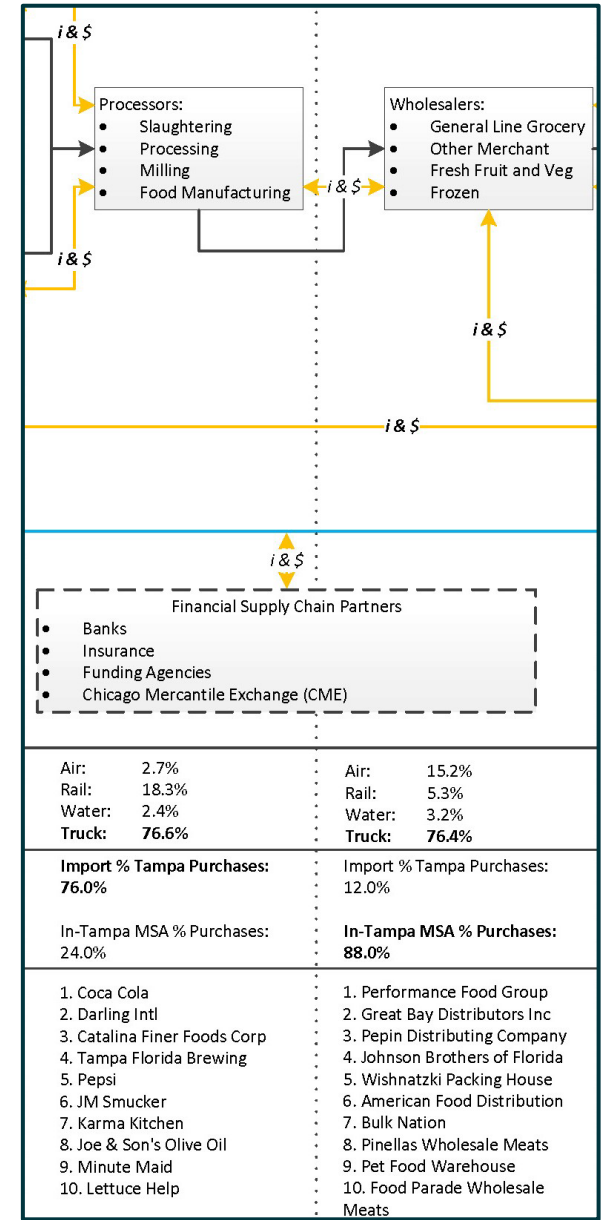 i & $
Processors:
• Slaughtering
• Processing
• Milling
• Food Manufacturing
i & $
Wholesalers:
• General Line Grocery
• Other Merchant
• Fresh Fruit and Veg
• Frozen
i & $
i & $
i & $
i & $
Financial Supply Chain Partners
• Banks
• Insurance
• Funding Agencies
• Chicago Mercantile Exchange (CME)
Air: 2.7%
Rail: 18.3%
Water: 2.4%
Truck: 76.6%
Air: 15.2%
Rail: 5.3%
Water: 3.2%
Truck: 76.4%
Import % Tampa Purchases:
76.0%
In-Tampa MSA % Purchases:
24.0%
Import % Tampa Purchases:
12.0%
In-Tampa MSA % Purchases:
88.0%
1. Coca Cola
2. Darling Intl
3. Catalina Finer Foods Corp
4. Tampa Florida Brewing
5. Pepsi
6. JM Smucker
7. Karma Kitchen
8. Joe & Son's Olive Oil
9. Minute Maid
10. Lettuce Help
1. Performance Food Group
2. Great Bay Distributors Inc
3. Pepin Distributing Company
4. Johnson Brothers of Florida
5. Wishnatzki Packing House
6. American Food Distribution
7. Bulk Nation
8. Pinellas Wholesale Meats
9. Pet Food Warehouse
10. Food Parade Wholesale
Meats